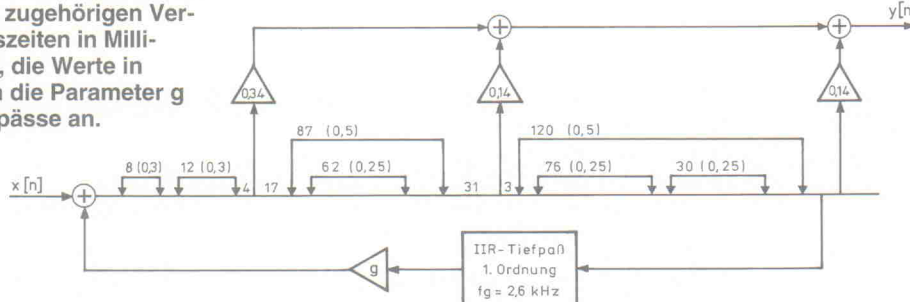 zugehörigen Ver-
szeiten in Milli-
, die Werte in
die Parameter g
pässe an.
y[n
0,34
0,14
0,14
87 (0,5)
120 (0,5)
8 (0,3) 12 (0,3)
62 (0,25)
76 (0,25)
30 (0,25)
x[n]
4 17
31 3
g
IIR-Tiefpaß
1. Ordnung
fg = 2,6 kHz